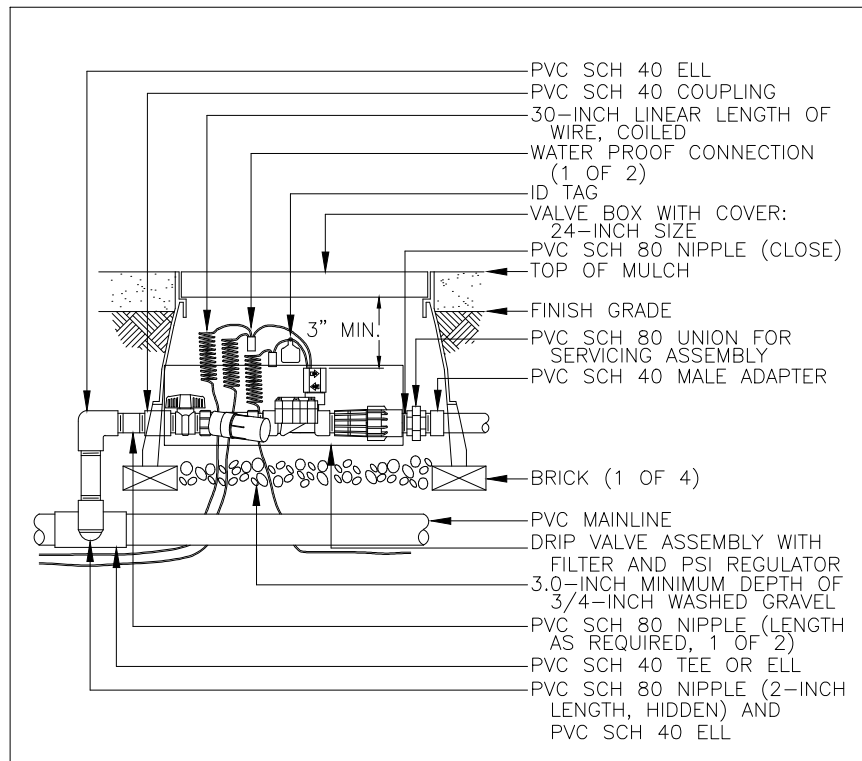 PVC SCH 40 ELL
PVC SCH 40 COUPLING
30-INCH LINEAR LENGTH OF
WIRE, COILED
WATER PROOF CONNECTION
(1 OF 2)
ID TAG
VALVE BOX WITH COVER:
24-INCH SIZE
PVC SCH 80 NIPPLE (CLOSE)
TOP OF MULCH
FINISH GRADE
3" MIN.
PVC SCH 80 UNION FOR
SERVICING ASSEMBLY
PVC SCH 40 MALE ADAPTER
BRICK (1 OF 4)
PVC MAINLINE
DRIP VALVE ASSEMBLY WITH
FILTER AND PSI REGULATOR
3.0-INCH MINIMUM DEPTH OF
3/4-INCH WASHED GRAVEL
PVC SCH 80 NIPPLE (LENGTH
AS REQUIRED, 1 OF 2)
PVC SCH 40 TEE OR ELL
PVC SCH 80 NIPPLE (2-INCH
LENGTH, HIDDEN) AND
PVC SCH 40 ELL